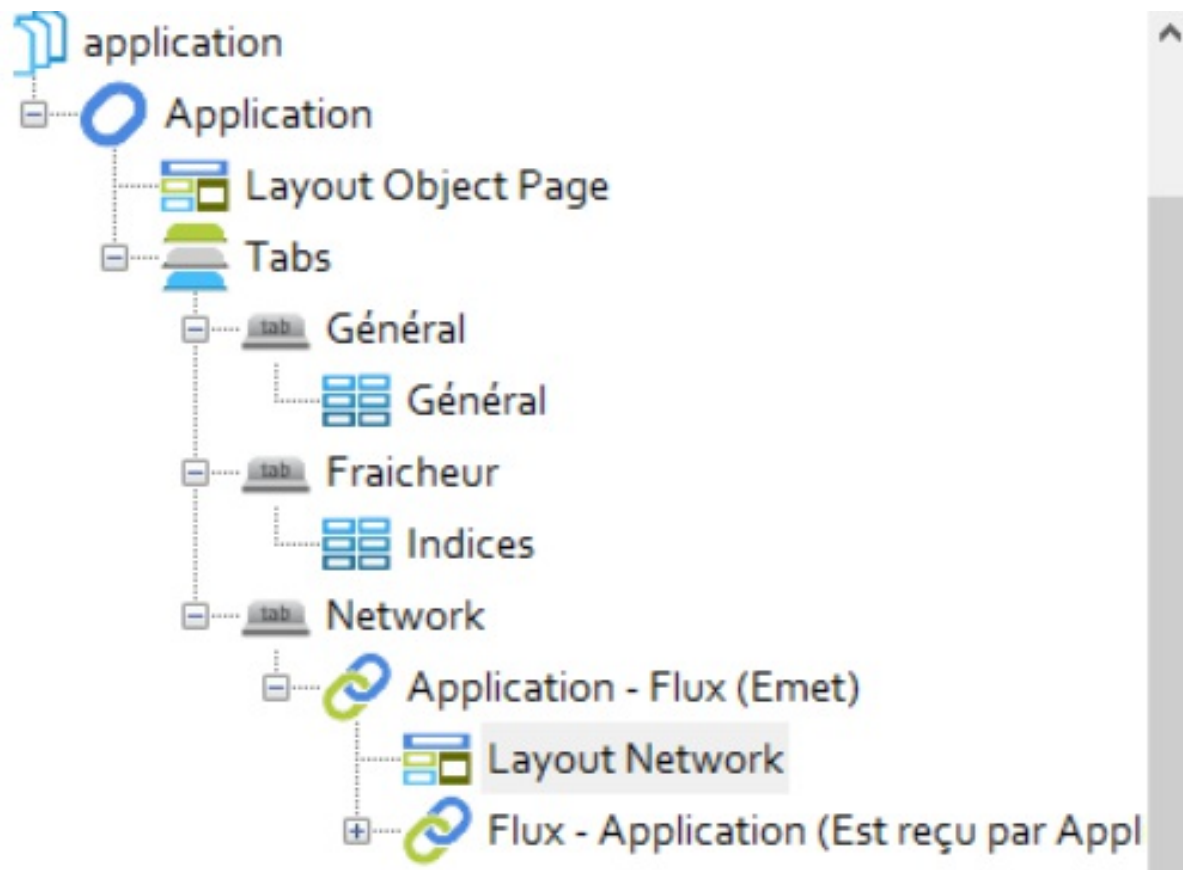 application
Application
Layout Object Page
Tabs
tab Général
Général
tab Fraicheur
Indices
tab Network
Application - Flux (Emet)
Layout Network
Flux - Application (Est reçu par Appl